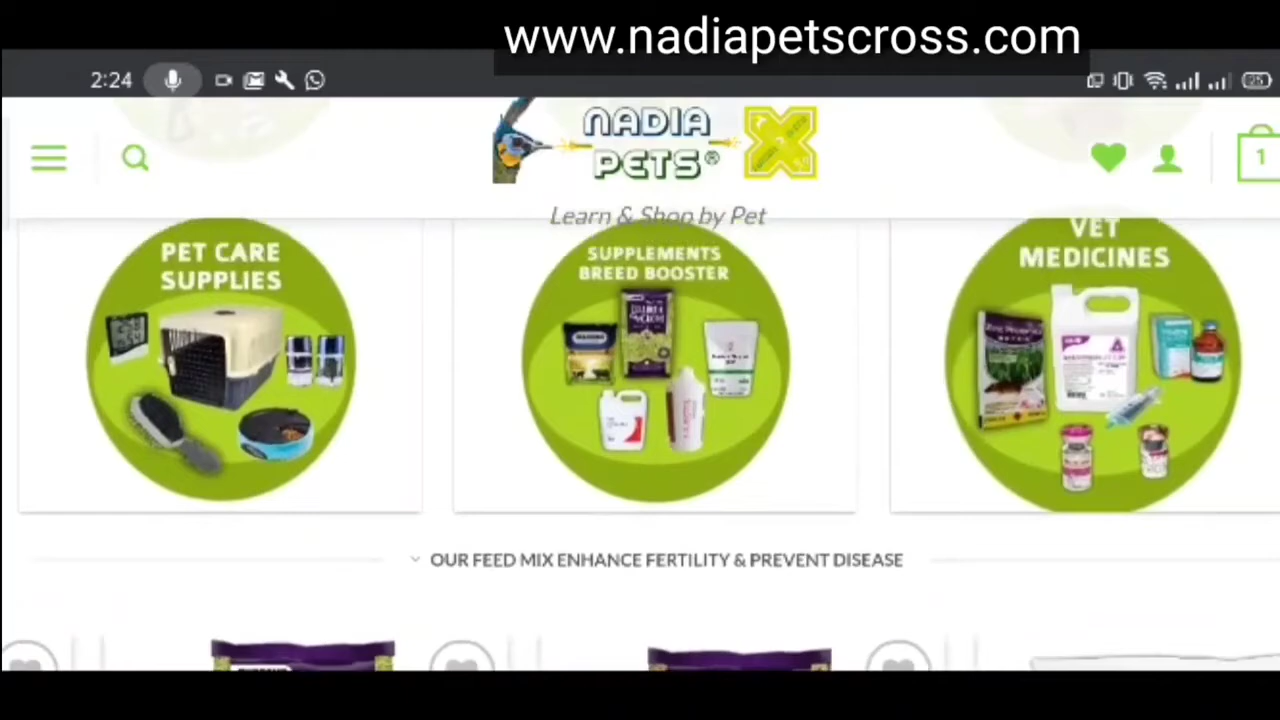 www.nadiapetscross.com
2:24
25
NADIA
PETS®
1
Learn & Shop by Pet
PET CARE
SUPPLIES
SUPPLEMENTS
BREED BOOSTER
VET
MEDICINES
OUR FEED MIX ENHANCE FERTILITY & PREVENT DISEASE